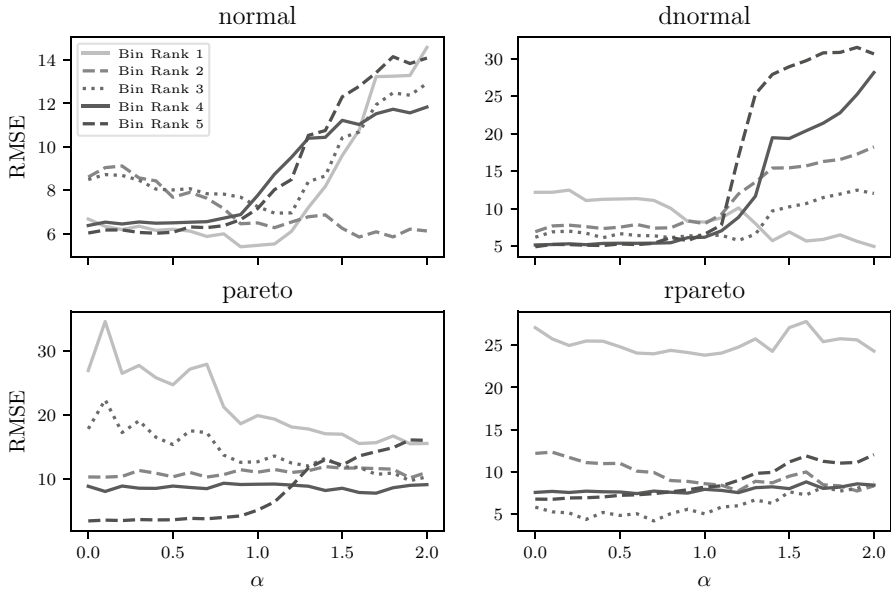 normal
dnormal
RMSE
14
12
10
8
6
Bin Rank 1
Bin Rank 2
Bin Rank 3
Bin Rank 4
Bin Rank 5
30
25
20
15
10
5
pareto
rpareto
RMSE
30
20
10
0.0 0.5 1.0 1.5 2.0
α
25
20
15
10
5
0.0 0.5 1.0 1.5 2.0
α